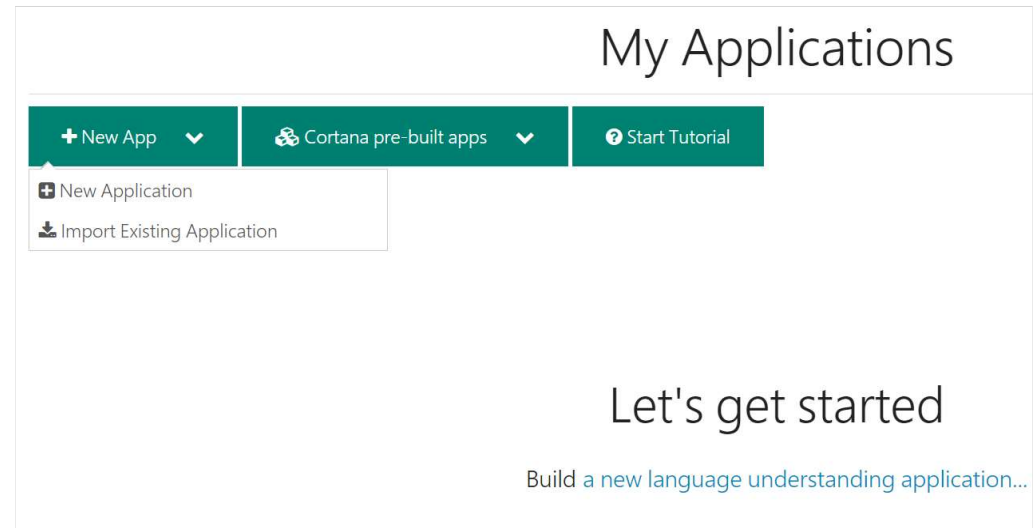 My Applications
New App Cortana pre-built apps Start Tutorial
New Application
Import Existing Application
Let's get started
Build a new language understanding application...